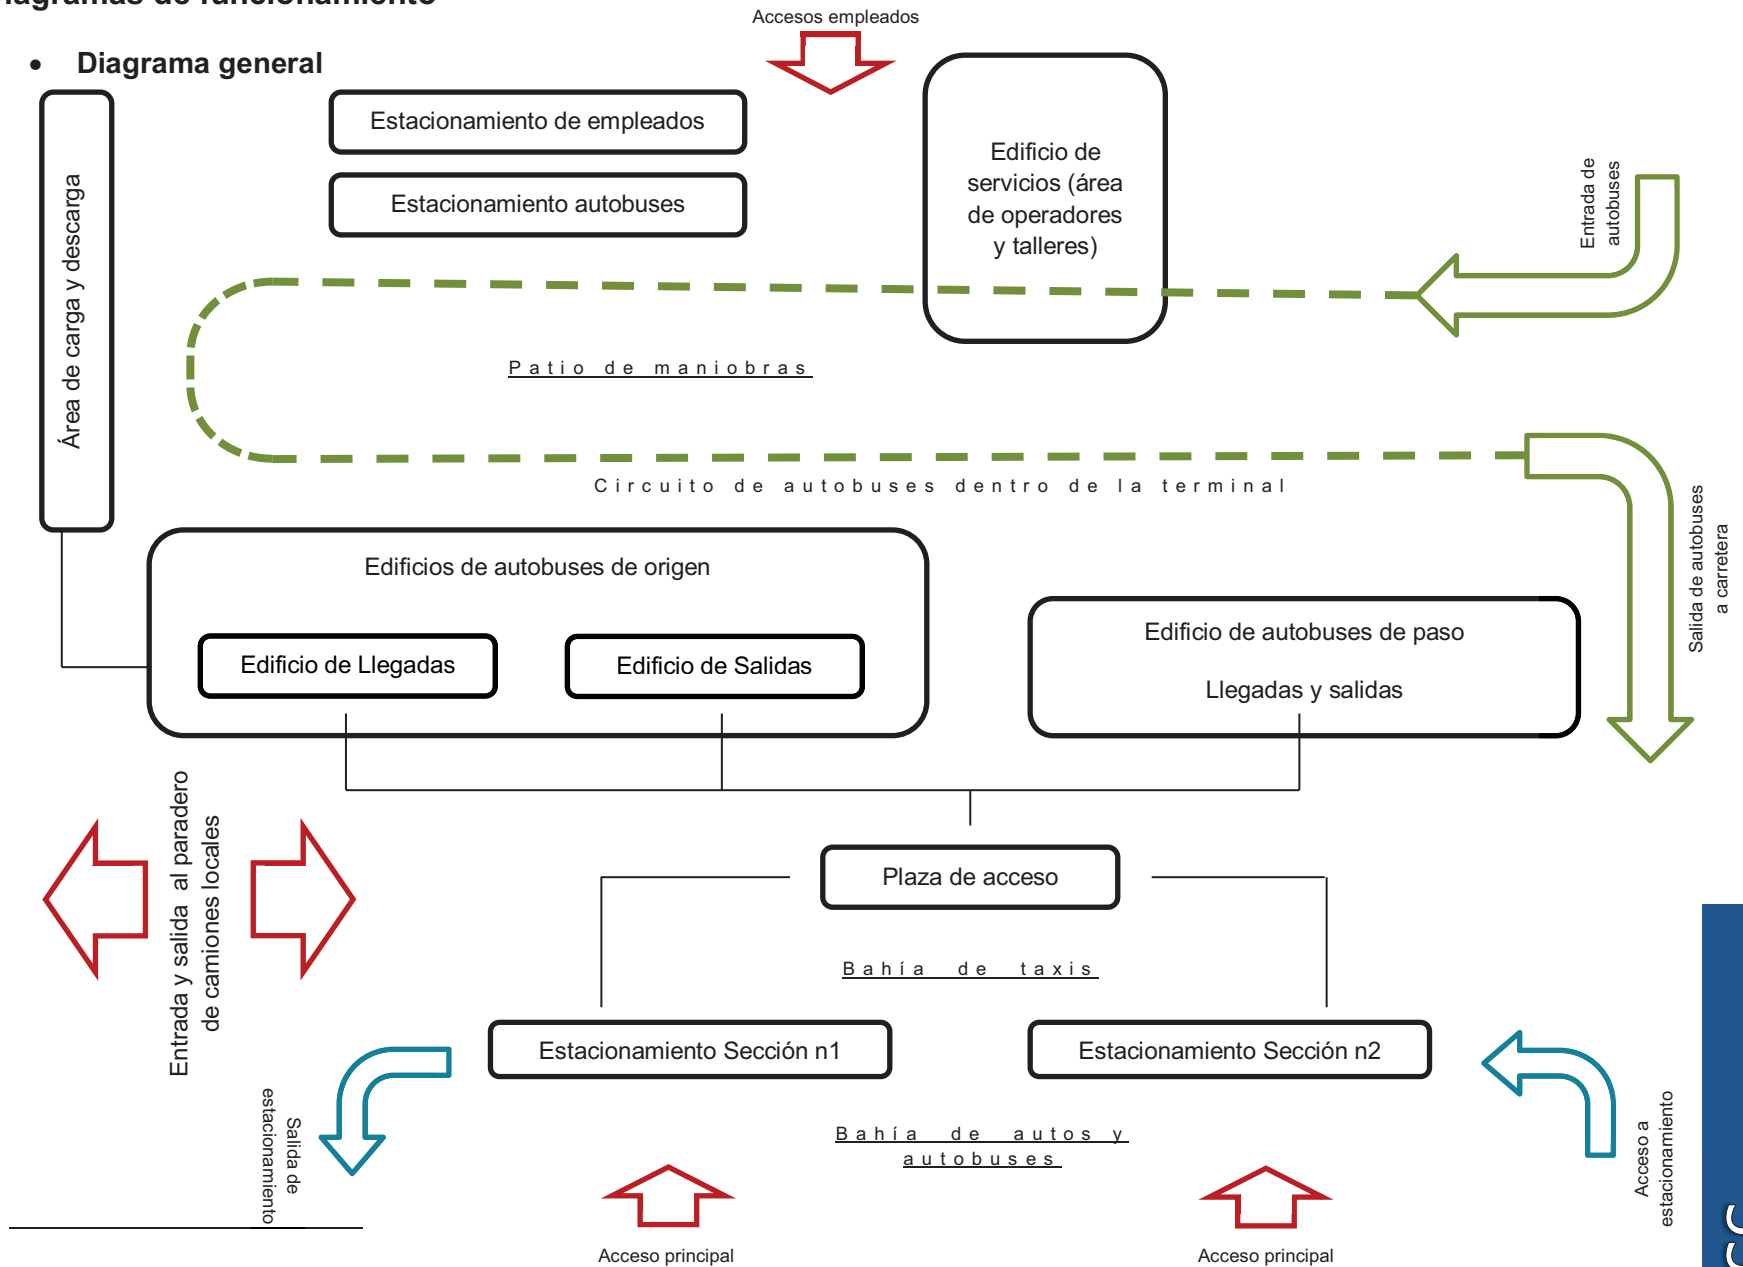 Diagramas de funcionamiento
Accesos empleados
• Diagrama general
Estacionamiento de empleados
Estacionamiento autobuses
Edificio de
servicios (área
de operadores
y talleres)
Entrada de
autobuses
Área de carga y descarga
Patio de maniobras
Circuito de autobuses dentro de la terminal
Salida de autobuses
a carretera
Edificios de autobuses de origen
Edificio de Llegadas
Edificio de Salidas
Edificio de autobuses de paso
Llegadas y salidas
Entrada y salida al paradero
de camiones locales
Plaza de acceso
Bahía de taxis
Estacionamiento Sección n1
Estacionamiento Sección n2
Salida de
estacionamiento
Bahía de autos y
autobuses
Acceso a
estacionamiento
Acceso principal
Acceso principal